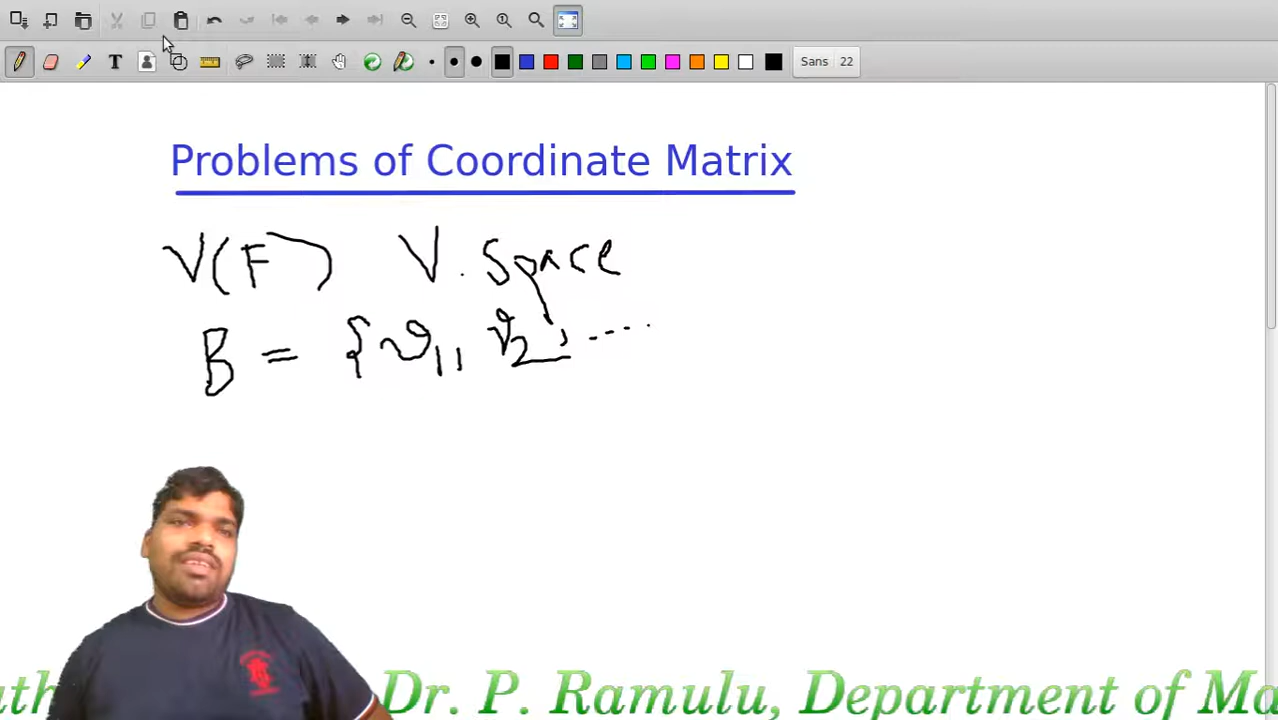 Sans 22
Problems of Coordinate Matrix
V(F) V. Space
B = {v₁, v₂, ....
Dr. P. Ramulu, Department of Ma